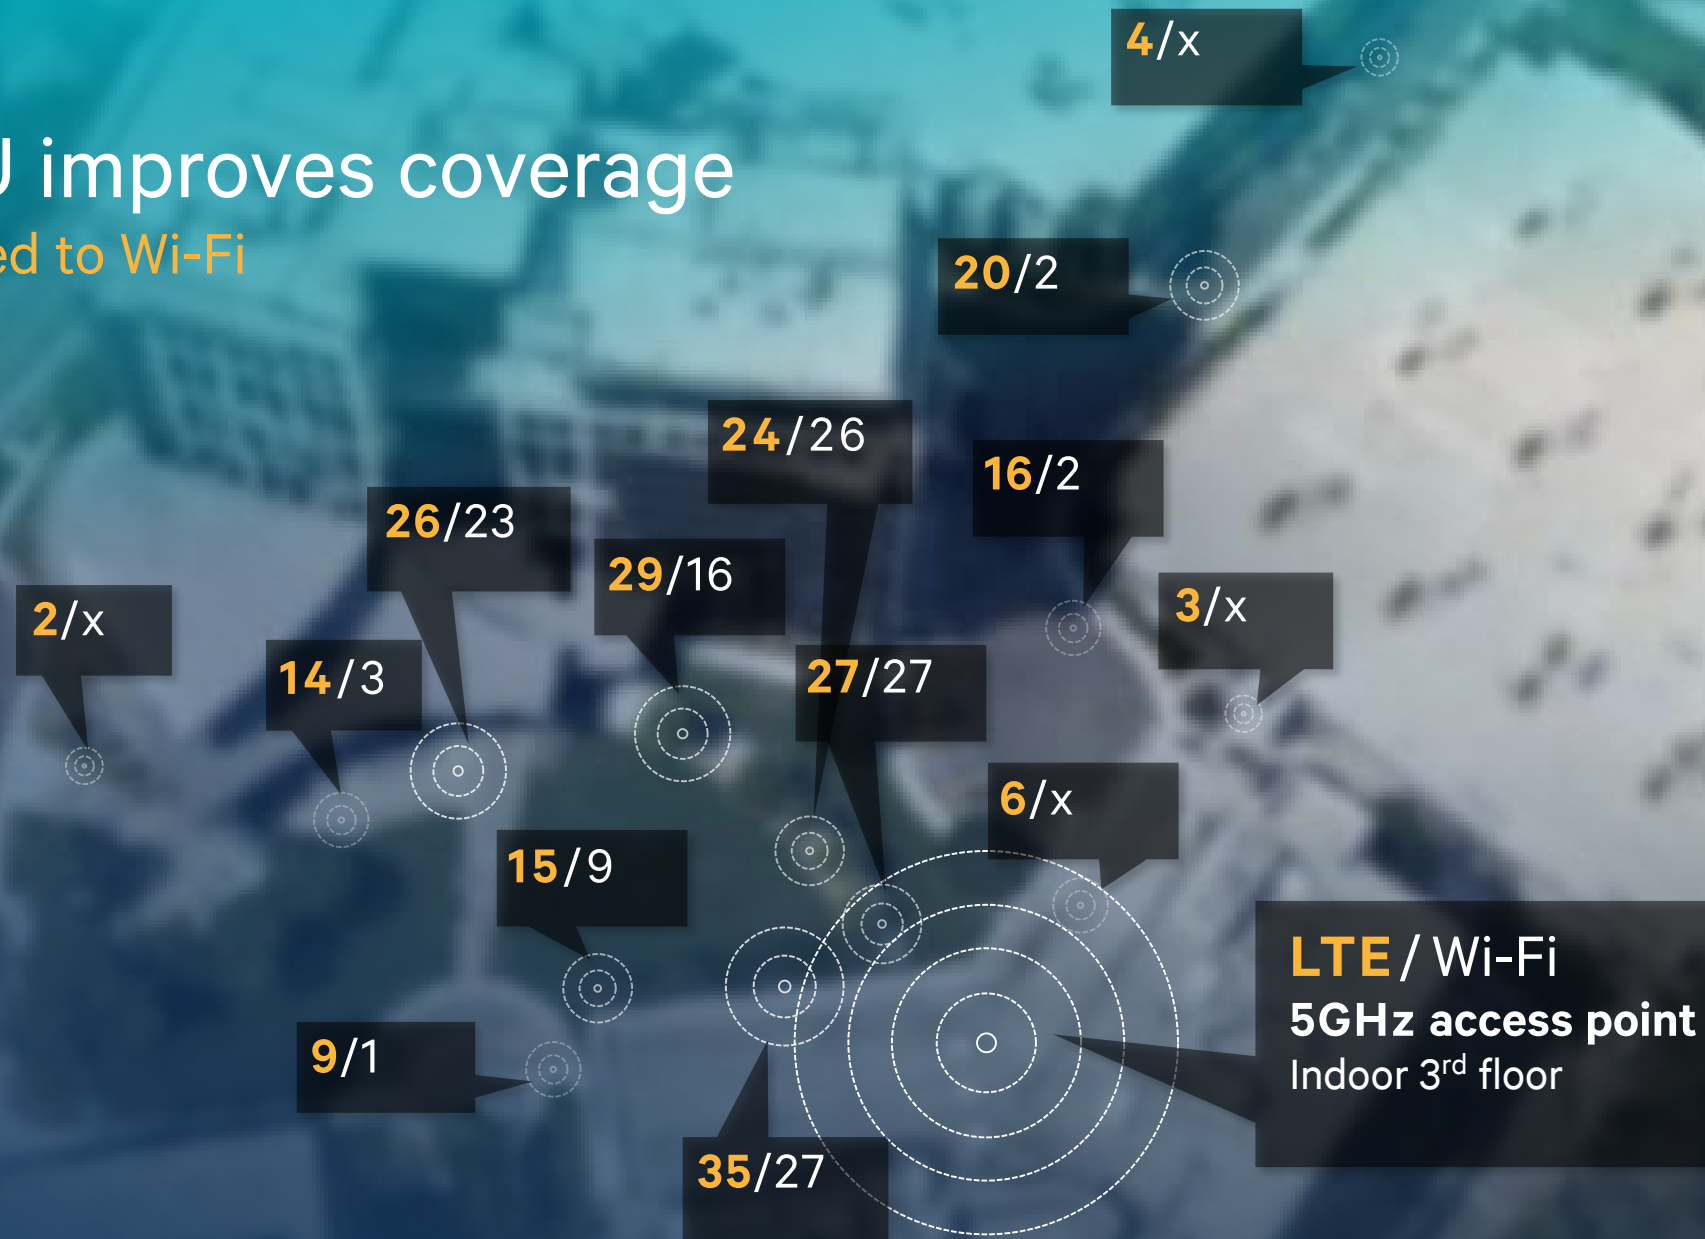 4/x
improves coverage
to Wi-Fi
20/2
24/26
16/2
26/23
29/16
2/x
3/x
14/3
27/27
6/x
15/9
LTE / Wi-Fi
5GHz access point
Indoor 3rd floor
9/1
35/27